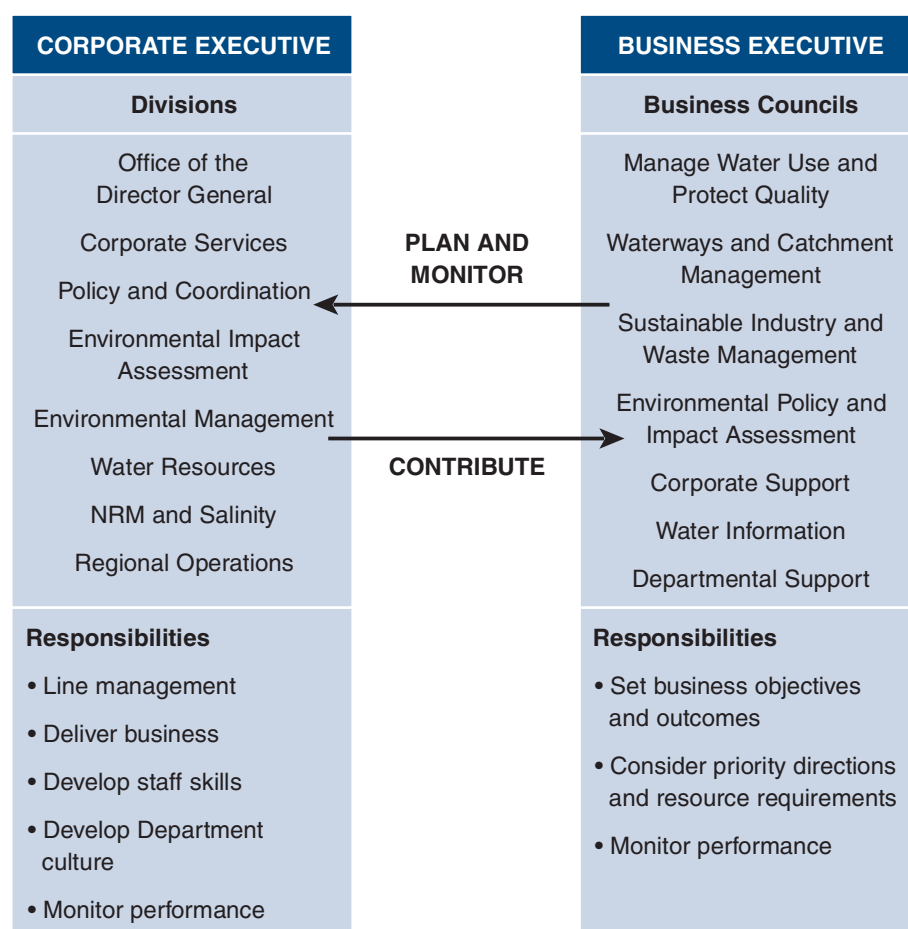 CORPORATE EXECUTIVE
Divisions
Office of the
Director General
Corporate Services
Policy and Coordination
Environmental Impact
Assessment
Environmental Management
Water Resources
NRM and Salinity
Regional Operations
Responsibilities
• Line management
• Deliver business
• Develop staff skills
• Develop Department
culture
• Monitor performance
PLAN AND
MONITOR
CONTRIBUTE
BUSINESS EXECUTIVE
Business Councils
Manage Water Use and
Protect Quality
Waterways and Catchment
Management
Sustainable Industry and
Waste Management
Environmental Policy and
Impact Assessment
Corporate Support
Water Information
Departmental Support
Responsibilities
• Set business objectives
and outcomes
• Consider priority directions
and resource requirements
• Monitor performance